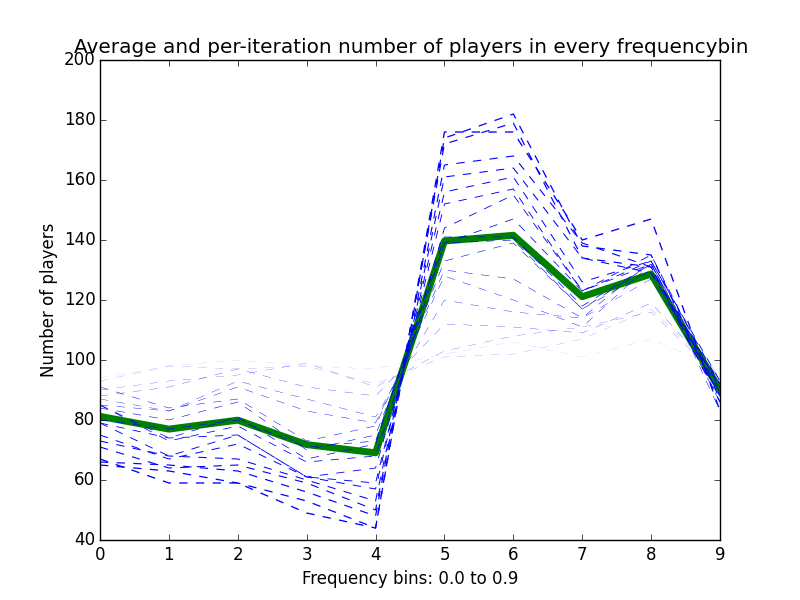 Average and per-iteration number of players in every frequencybin
200
180
160
140
120
100
80
60
40
Number of players
0 1 2 3 4 5 6 7 8 9
Frequency bins: 0.0 to 0.9